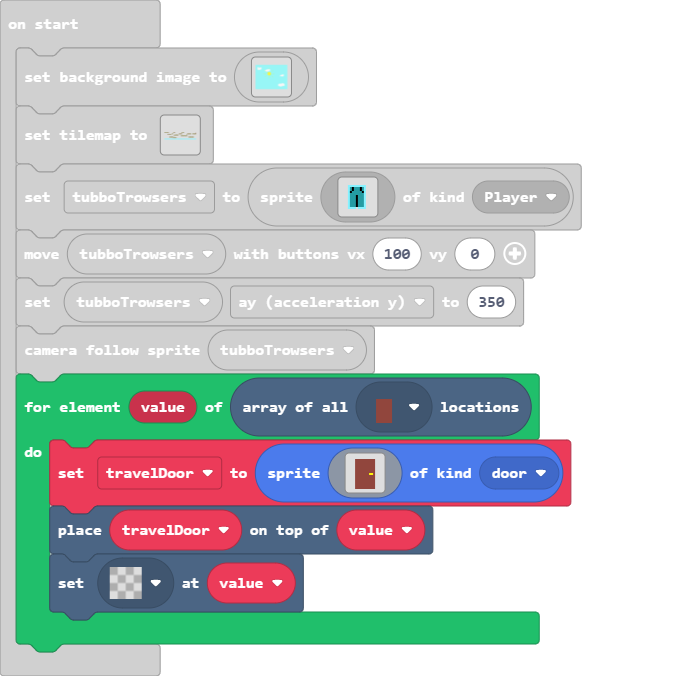 on start
set background image to
set tilemap to
set tubboTrowsers to sprite of kind Player
move tubboTrowsers with buttons vx 100 vy 0
set tubboTrowsers ay (acceleration y) to 350
camera follow sprite tubboTrowsers
for element value of array of all locations
do
set travelDoor to sprite of kind door
place travelDoor on top of value
set at value